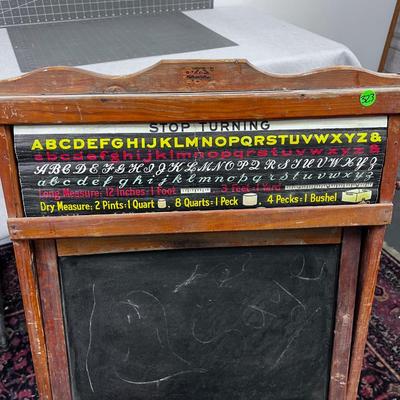 523
STOP TURNING
ABCDEFGHIJKLMNOPQRSTUVWXYZ&
abcdefghijklmnopqrstuvwxyz
ABCDEFGHIJKLMNOPQRSTUVWXYZ
abcdefghijklmnopqrstuvwxyz
Long Measure: 12 Inches:1 Foot 3 Feet:1 Yard
Dry Measure: 2 Pints:1 Quart 8 Quarts:1 Peck 4 Pecks:1 Bushel